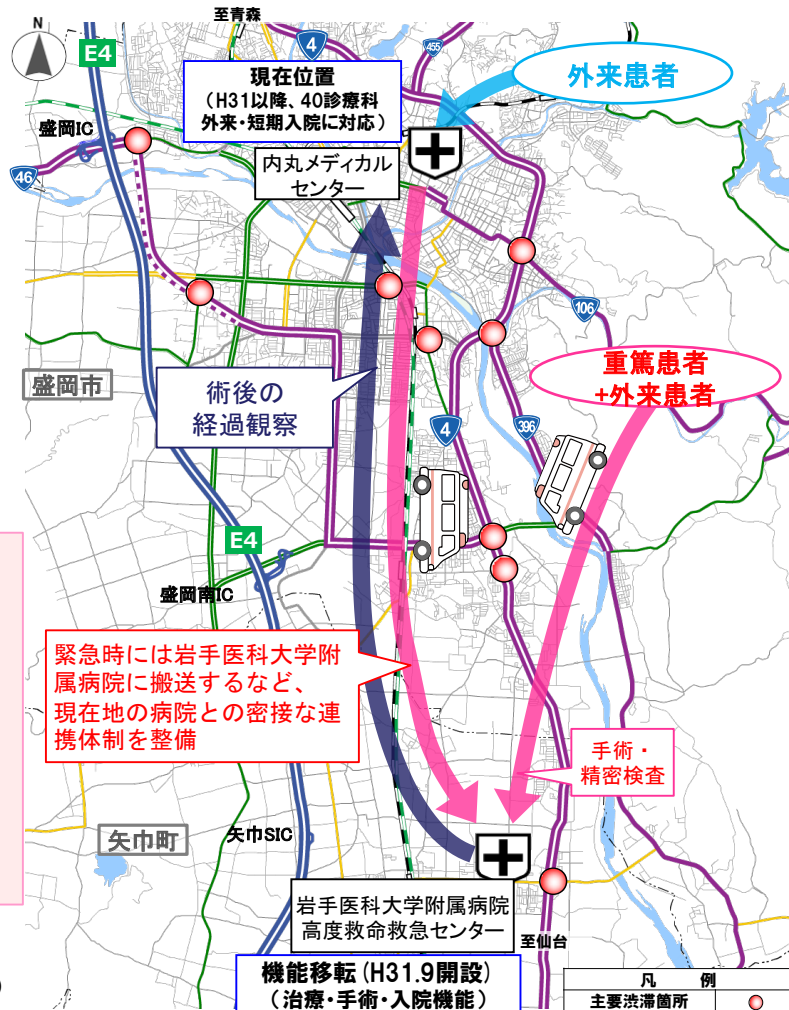 至青森
N
E4
4
455
現在位置
(H31以降、40診療科
外来・短期入院に対応)
外来患者
盛岡IC
46
内丸メディカル
センター
106
重篤患者
+外来患者
盛岡市
術後の
経過観察
4
396
E4
盛岡南IC
緊急時には岩手医科大学附
属病院に搬送するなど、
現在地の病院との密接な連
携体制を整備
手術・
精密検査
矢巾町
矢巾SIC
岩手医科大学附属病院
高度救命救急センター
至仙台
機能移転(H31.9開設)
(治療・手術・入院機能)
凡 例
主要渋滞箇所